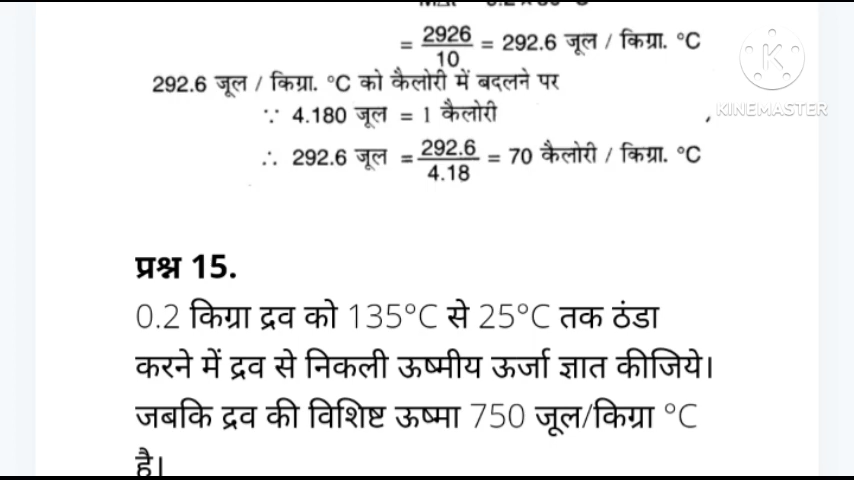 = 2926/10 = 292.6 जूल / किग्रा. °C
292.6 जूल / किग्रा. °C को कैलोरी में बदलने पर
∵ 4.180 जूल = 1 कैलोरी
KINEMASTER
∴ 292.6 जूल = 292.6/4.18 = 70 कैलोरी / किग्रा. °C
प्रश्न 15.
0.2 किग्रा द्रव को 135°C से 25°C तक ठंडा
करने में द्रव से निकली ऊष्मीय ऊर्जा ज्ञात कीजिये।
जबकि द्रव की विशिष्ट ऊष्मा 750 जूल/किग्रा °C
है।